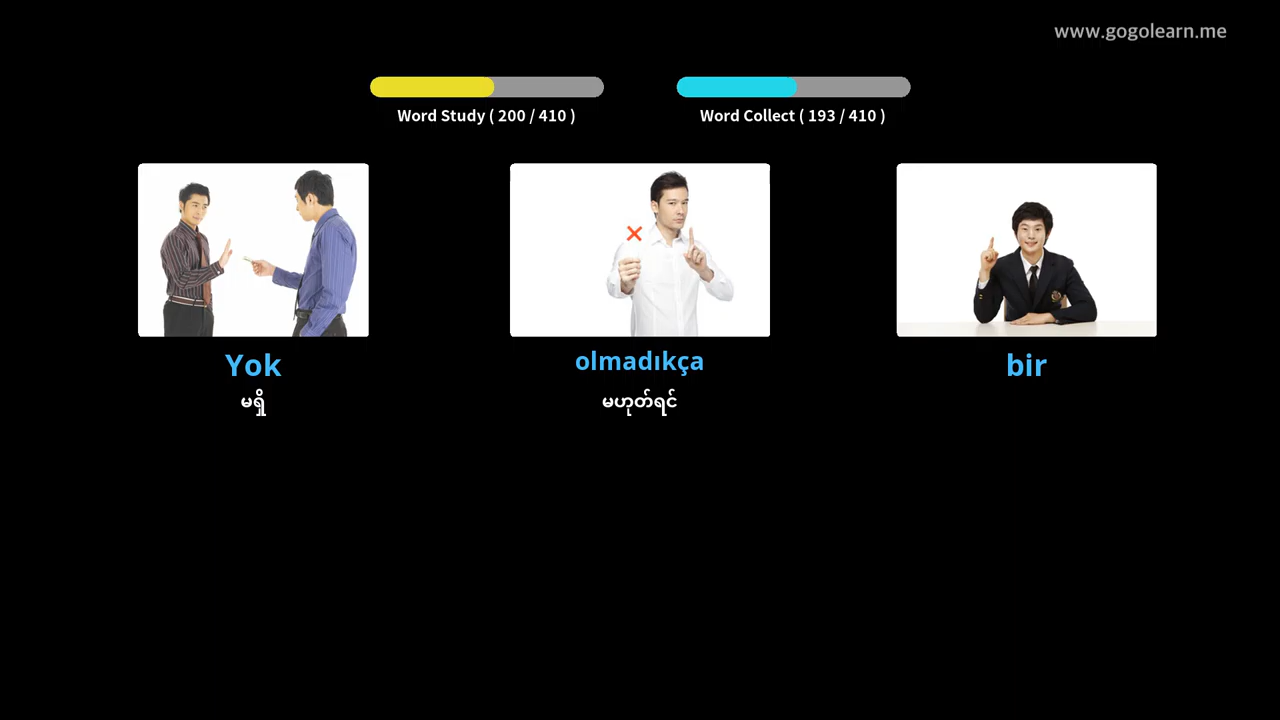 www.gogolearn.me
Word Study ( 200 / 410 )
Word Collect ( 193 / 410 )
Yok
olmadıkça
bir
မရှိ
မဟုတ်ရင်